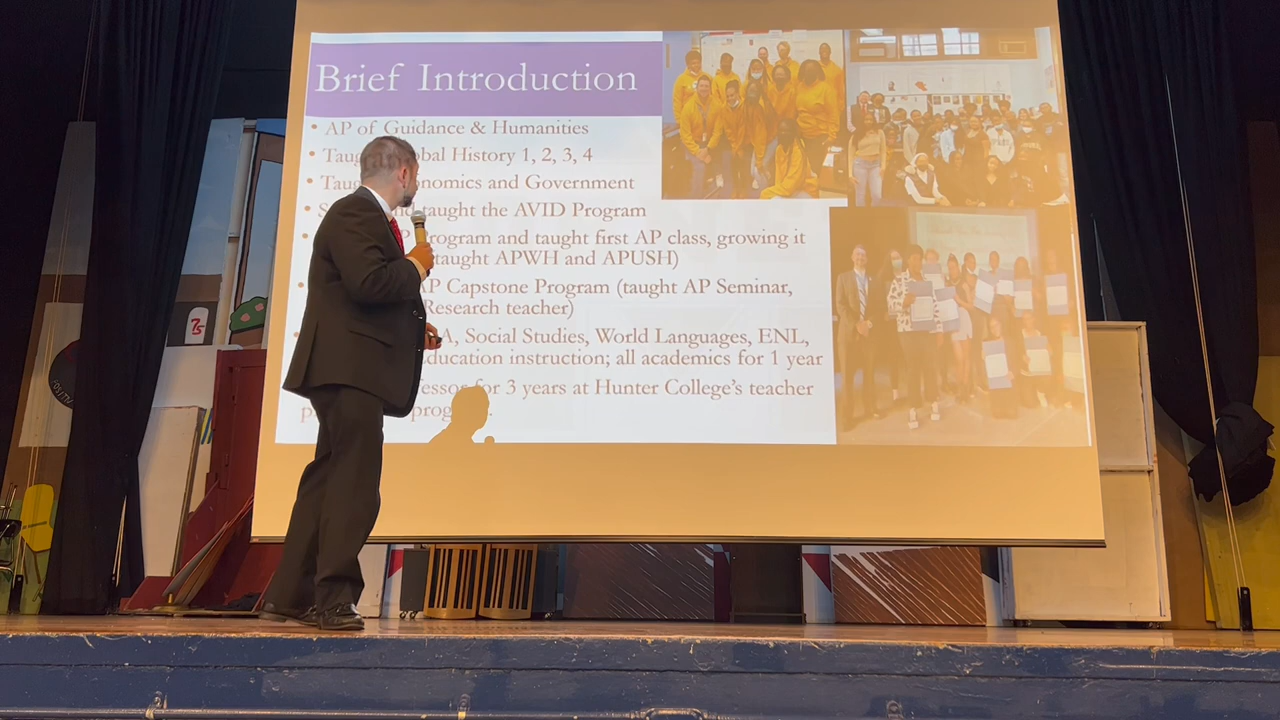 Brief Introduction
• AP of Guidance & Humanities
• Global History 1, 2, 3, 4
• Economics and Government
• taught the AVID Program
Program and taught first AP class, growing it
taught APWH and APUSH)
AP Capstone Program (taught AP Seminar,
Research teacher)
Social Studies, World Languages, ENL,
instruction; all academics for 1 year
for 3 years at Hunter College's teacher